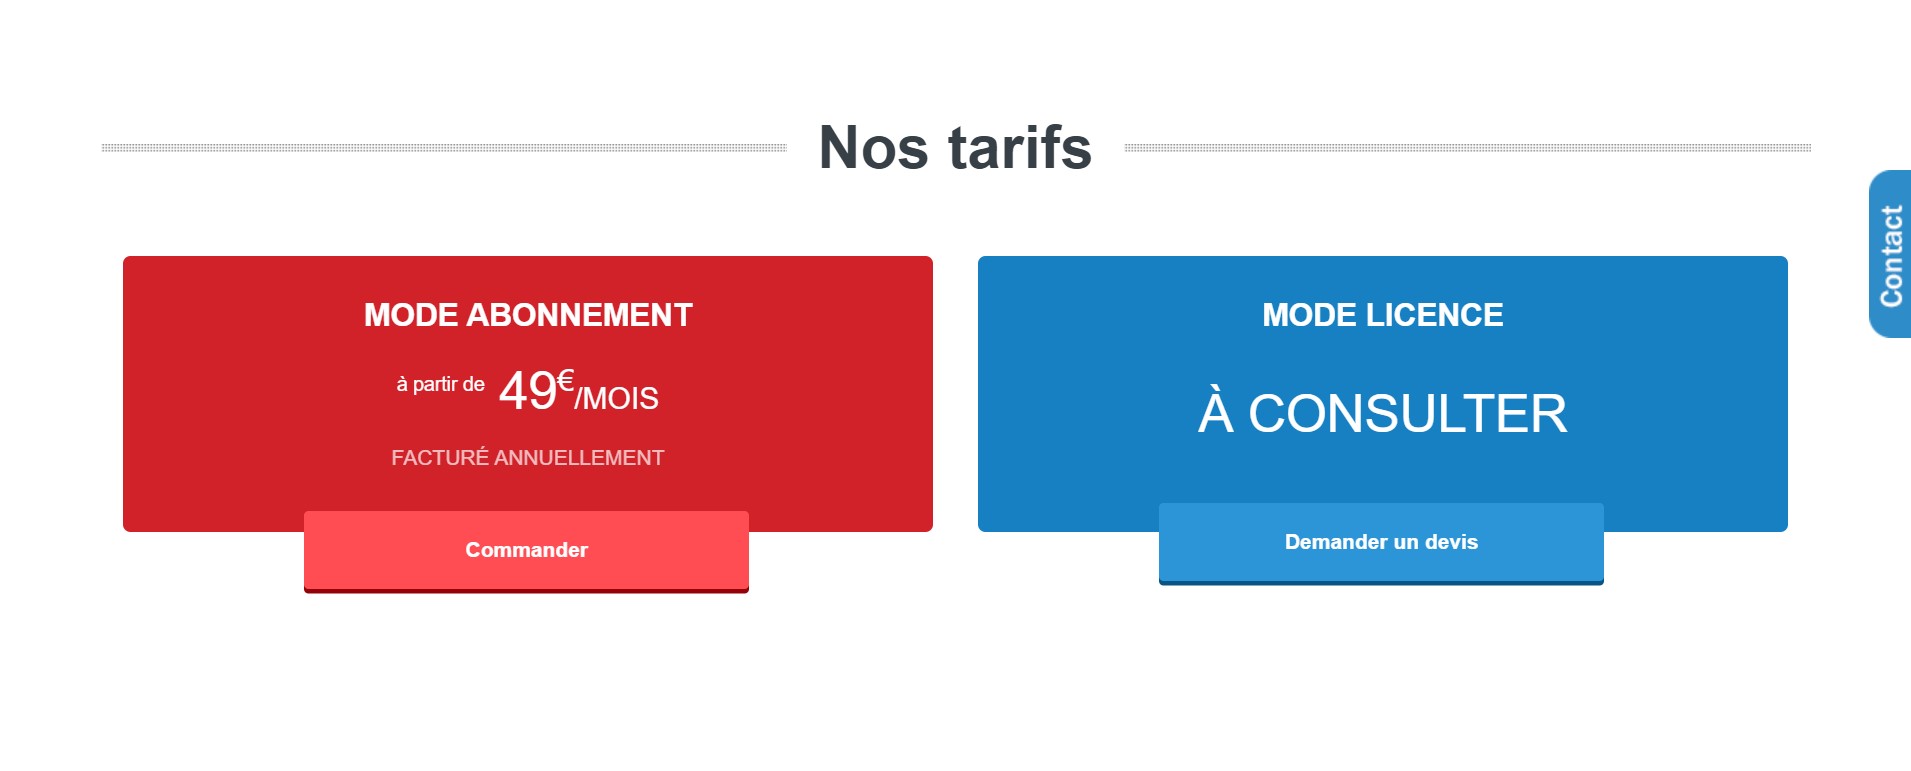 Nos tarifs
Contact
MODE ABONNEMENT
à partir de 49€/MOIS
FACTURÉ ANNUELLEMENT
Commander
MODE LICENCE
À CONSULTER
Demander un devis